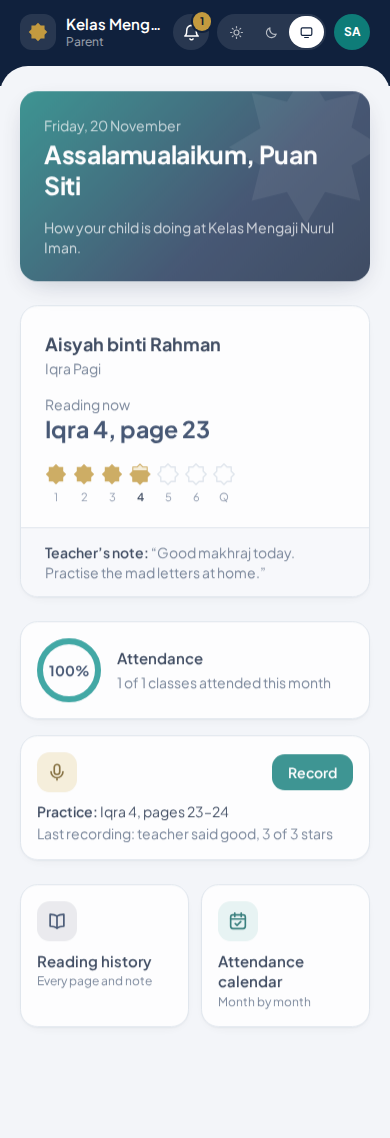 Kelas Meng...
Parent
1
SA
Friday, 20 November
Assalamualaikum, Puan
Siti
How your child is doing at Kelas Mengaji Nurul
Iman.
Aisyah binti Rahman
Iqra Pagi
Reading now
Iqra 4, page 23
1 2 3 4 5 6 Q
Teacher's note: "Good makhraj today.
Practise the mad letters at home."
100%
Attendance
1 of 1 classes attended this month
Record
Practice: Iqra 4, pages 23–24
Last recording: teacher said good, 3 of 3 stars
Reading history
Every page and note
Attendance
calendar
Month by month